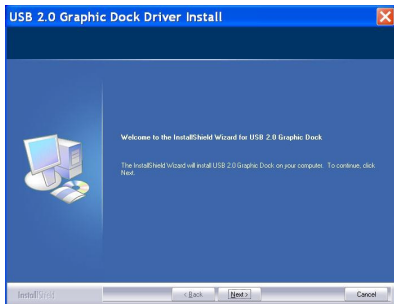 USB 2.0 Graphic Dock Driver Install
Welcome to the InstallShield Wizard for USB 2.0 Graphic Dock
The InstallShield Wizard will install USB 2.0 Graphic Dock on your computer. To continue, click
Next.
InstallShield
< Back
Next >
Cancel